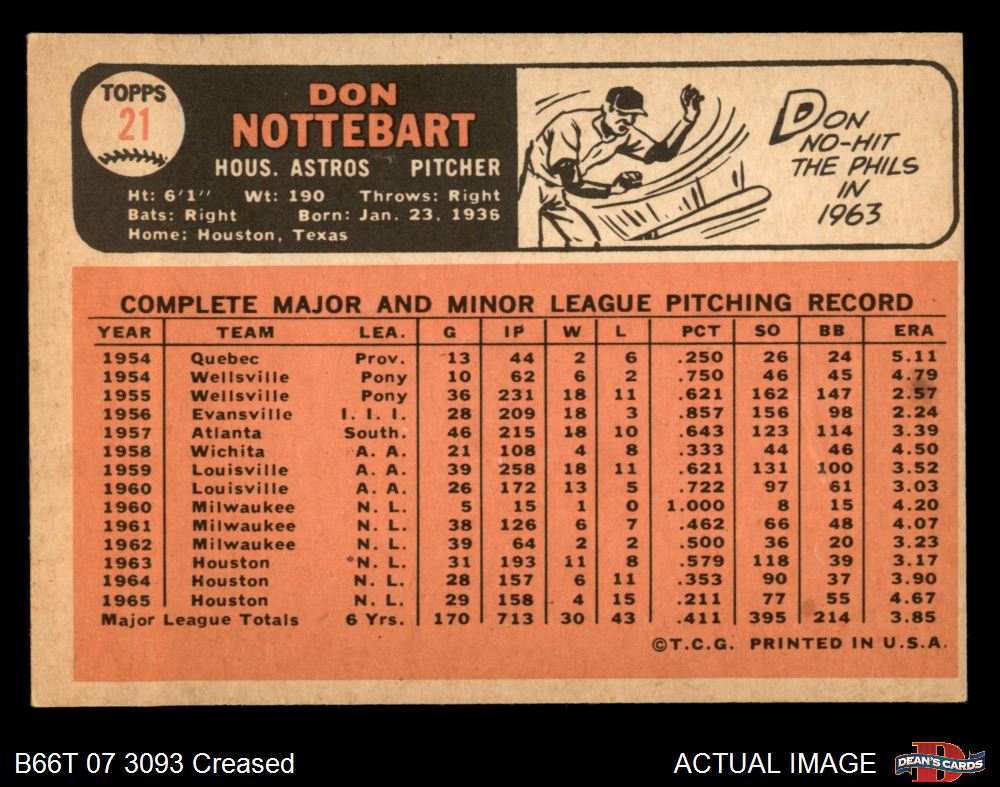 TOPPS
21
DON
NOTTEBART
HOUS. ASTROS PITCHER
Ht: 6'1" Wt: 190 Throws: Right
Bats: Right Born: Jan. 23, 1936
Home: Houston, Texas
DON
NO-HIT
THE PHILS
IN
1963
COMPLETE MAJOR AND MINOR LEAGUE PITCHING RECORD
YEAR TEAM LEA. G IP W L PCT SO BB ERA
1954 Quebec Prov. 13 44 2 6 .250 26 24 5.11
1954 Wellsville Pony 10 62 6 2 .750 46 45 4.79
1955 Wellsville Pony 36 231 18 11 .621 162 147 2.57
1956 Evansville I. I. I. 28 209 18 3 .857 156 98 2.24
1957 Atlanta South. 46 215 18 10 .643 123 114 3.39
1958 Wichita A. A. 21 108 4 8 .333 44 46 4.50
1959 Louisville A. A. 39 258 18 11 .621 131 100 3.52
1960 Louisville A. A. 26 172 13 5 .722 97 61 3.03
1960 Milwaukee N. L. 5 15 1 0 1.000 8 15 4.20
1961 Milwaukee N. L. 38 126 6 7 .462 66 48 4.07
1962 Milwaukee N. L. 39 64 2 2 .500 36 20 3.23
1963 Houston N. L. 31 193 11 8 .579 118 39 3.17
1964 Houston N. L. 28 157 6 11 .353 90 37 3.90
1965 Houston N. L. 29 158 4 15 .211 77 55 4.67
Major League Totals 6 Yrs. 170 713 30 43 .411 395 214 3.85
©T.C.G. PRINTED IN U.S.A.
B66T 07 3093 Creased
ACTUAL IMAGE
D
DEAN'S CARDS